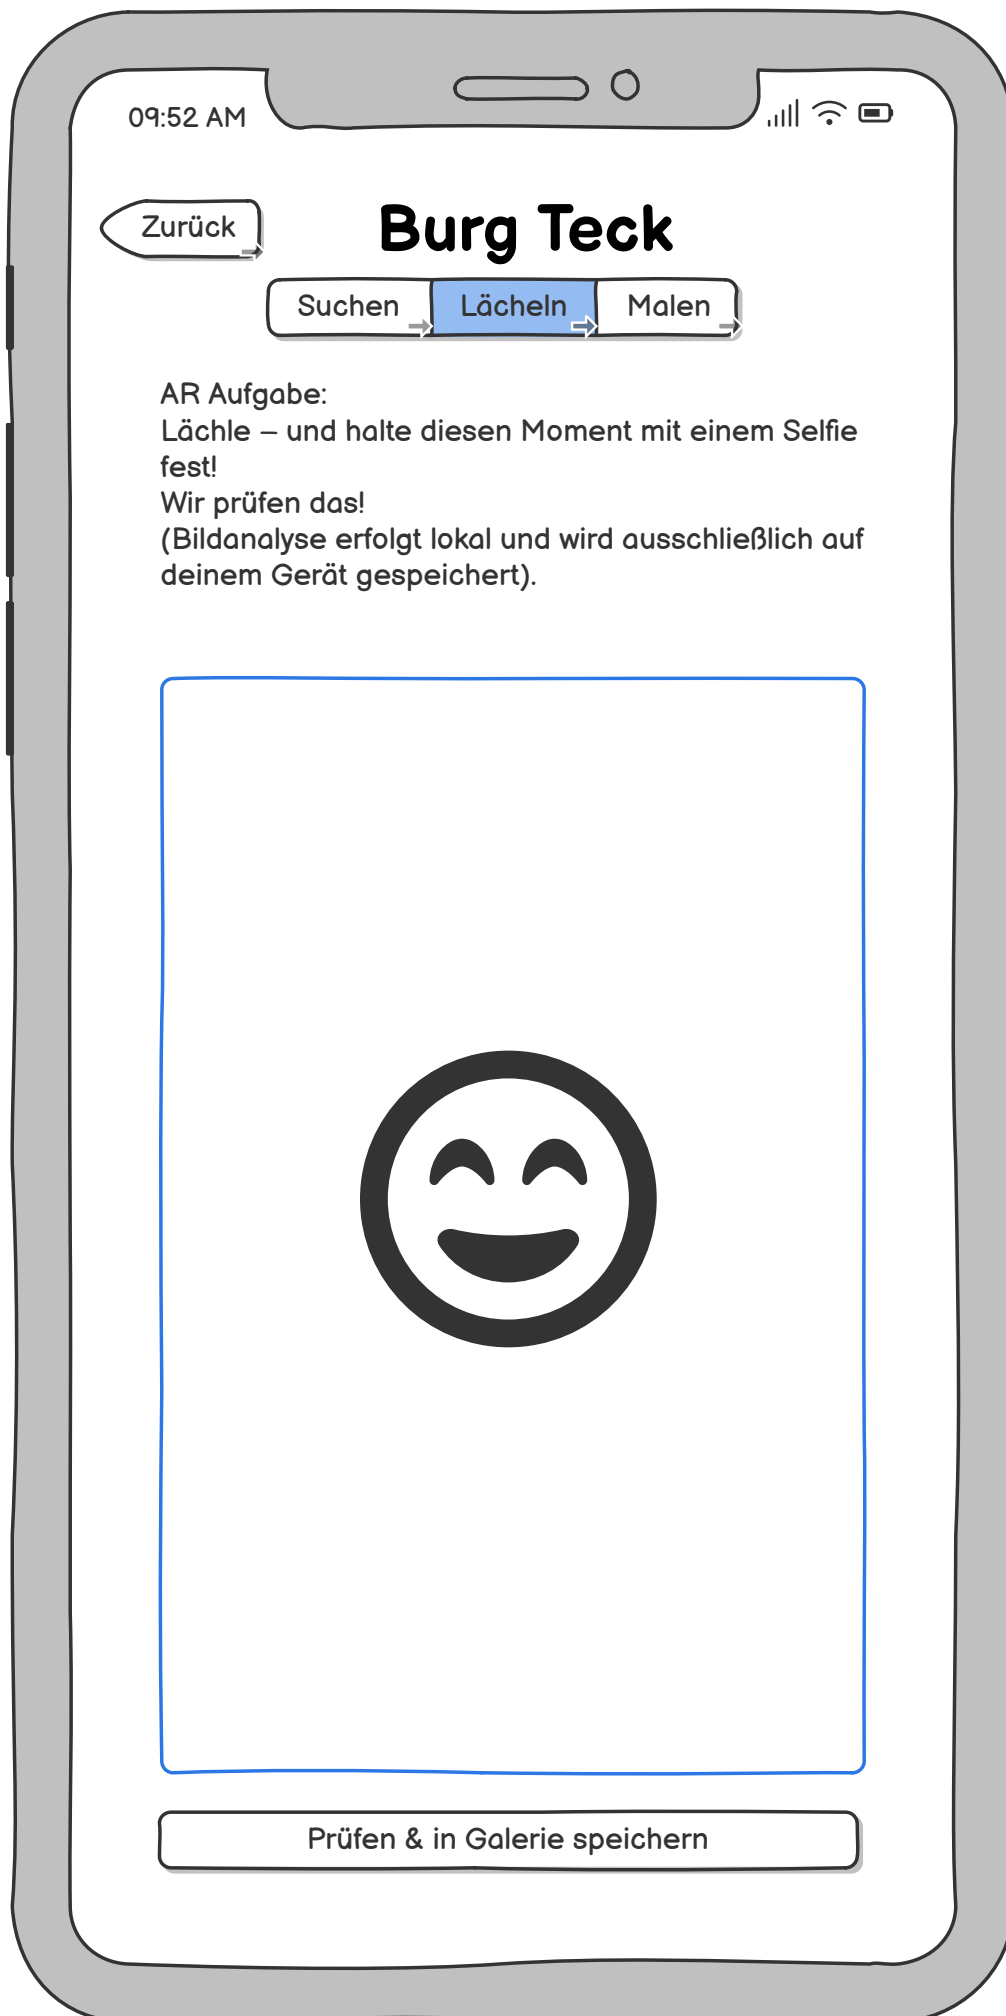 09:52 AM
Zurück
Burg Teck
Suchen
Lächeln
Malen
AR Aufgabe:
Lächle – und halte diesen Moment mit einem Selfie
fest!
Wir prüfen das!
(Bildanalyse erfolgt lokal und wird ausschließlich auf
deinem Gerät gespeichert).
Prüfen & in Galerie speichern